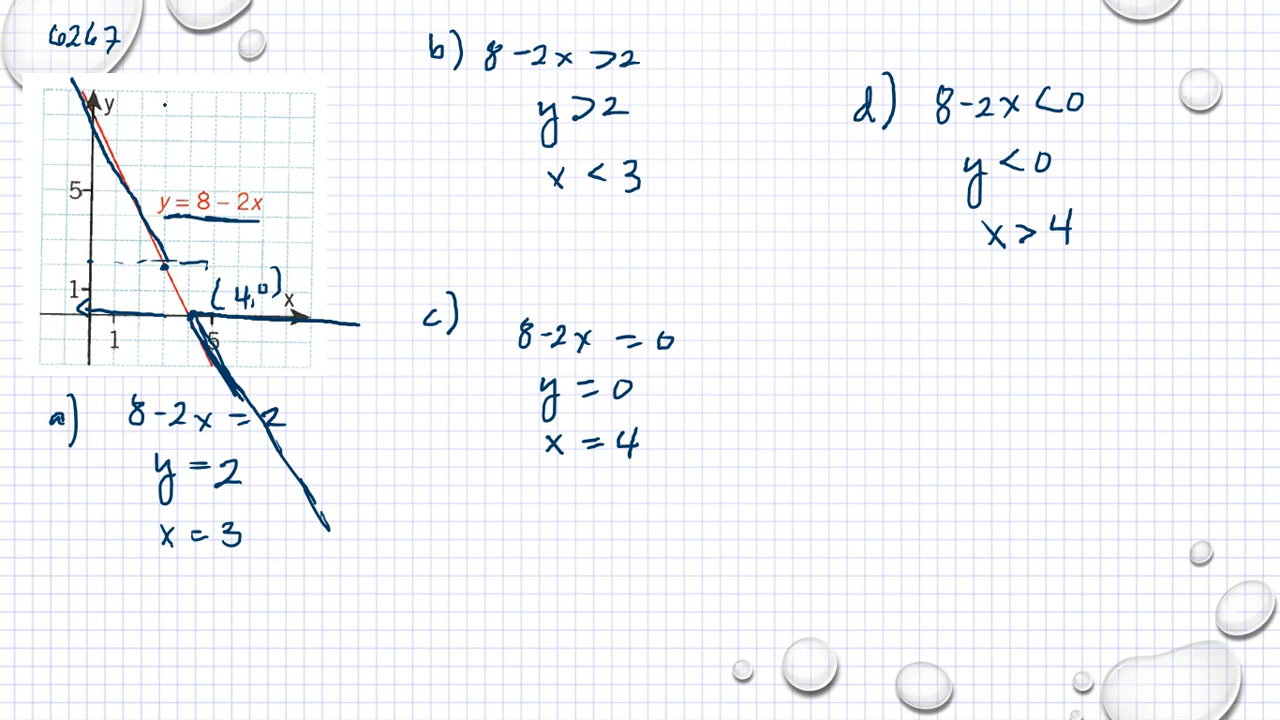 6267
y
5
y = 8 – 2x
1
(4,0)
x
1
5
a) 8-2x = 2
y = 2
x = 3
b) 8-2x >2
y >2
x < 3
c)
8-2x = 0
y = 0
x = 4
d) 8-2x <0
y <0
x > 4